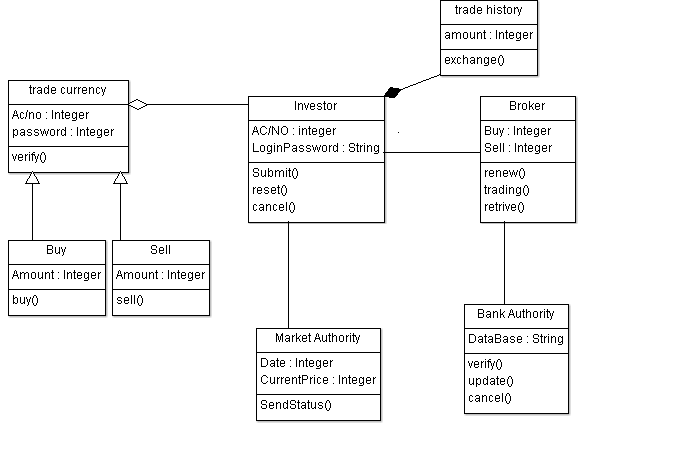 trade history
amount : Integer
exchange()
trade currency
Ac/no : Integer
password : Integer
verify()
Investor
AC/NO : integer
LoginPassword : String
Submit()
reset()
cancel()
Broker
Buy : Integer
Sell : Integer
renew()
trading()
retrive()
Buy
Amount : Integer
buy()
Sell
Amount : Integer
sell()
Market Authority
Date : Integer
CurrentPrice : Integer
SendStatus()
Bank Authority
DataBase : String
verify()
update()
cancel()